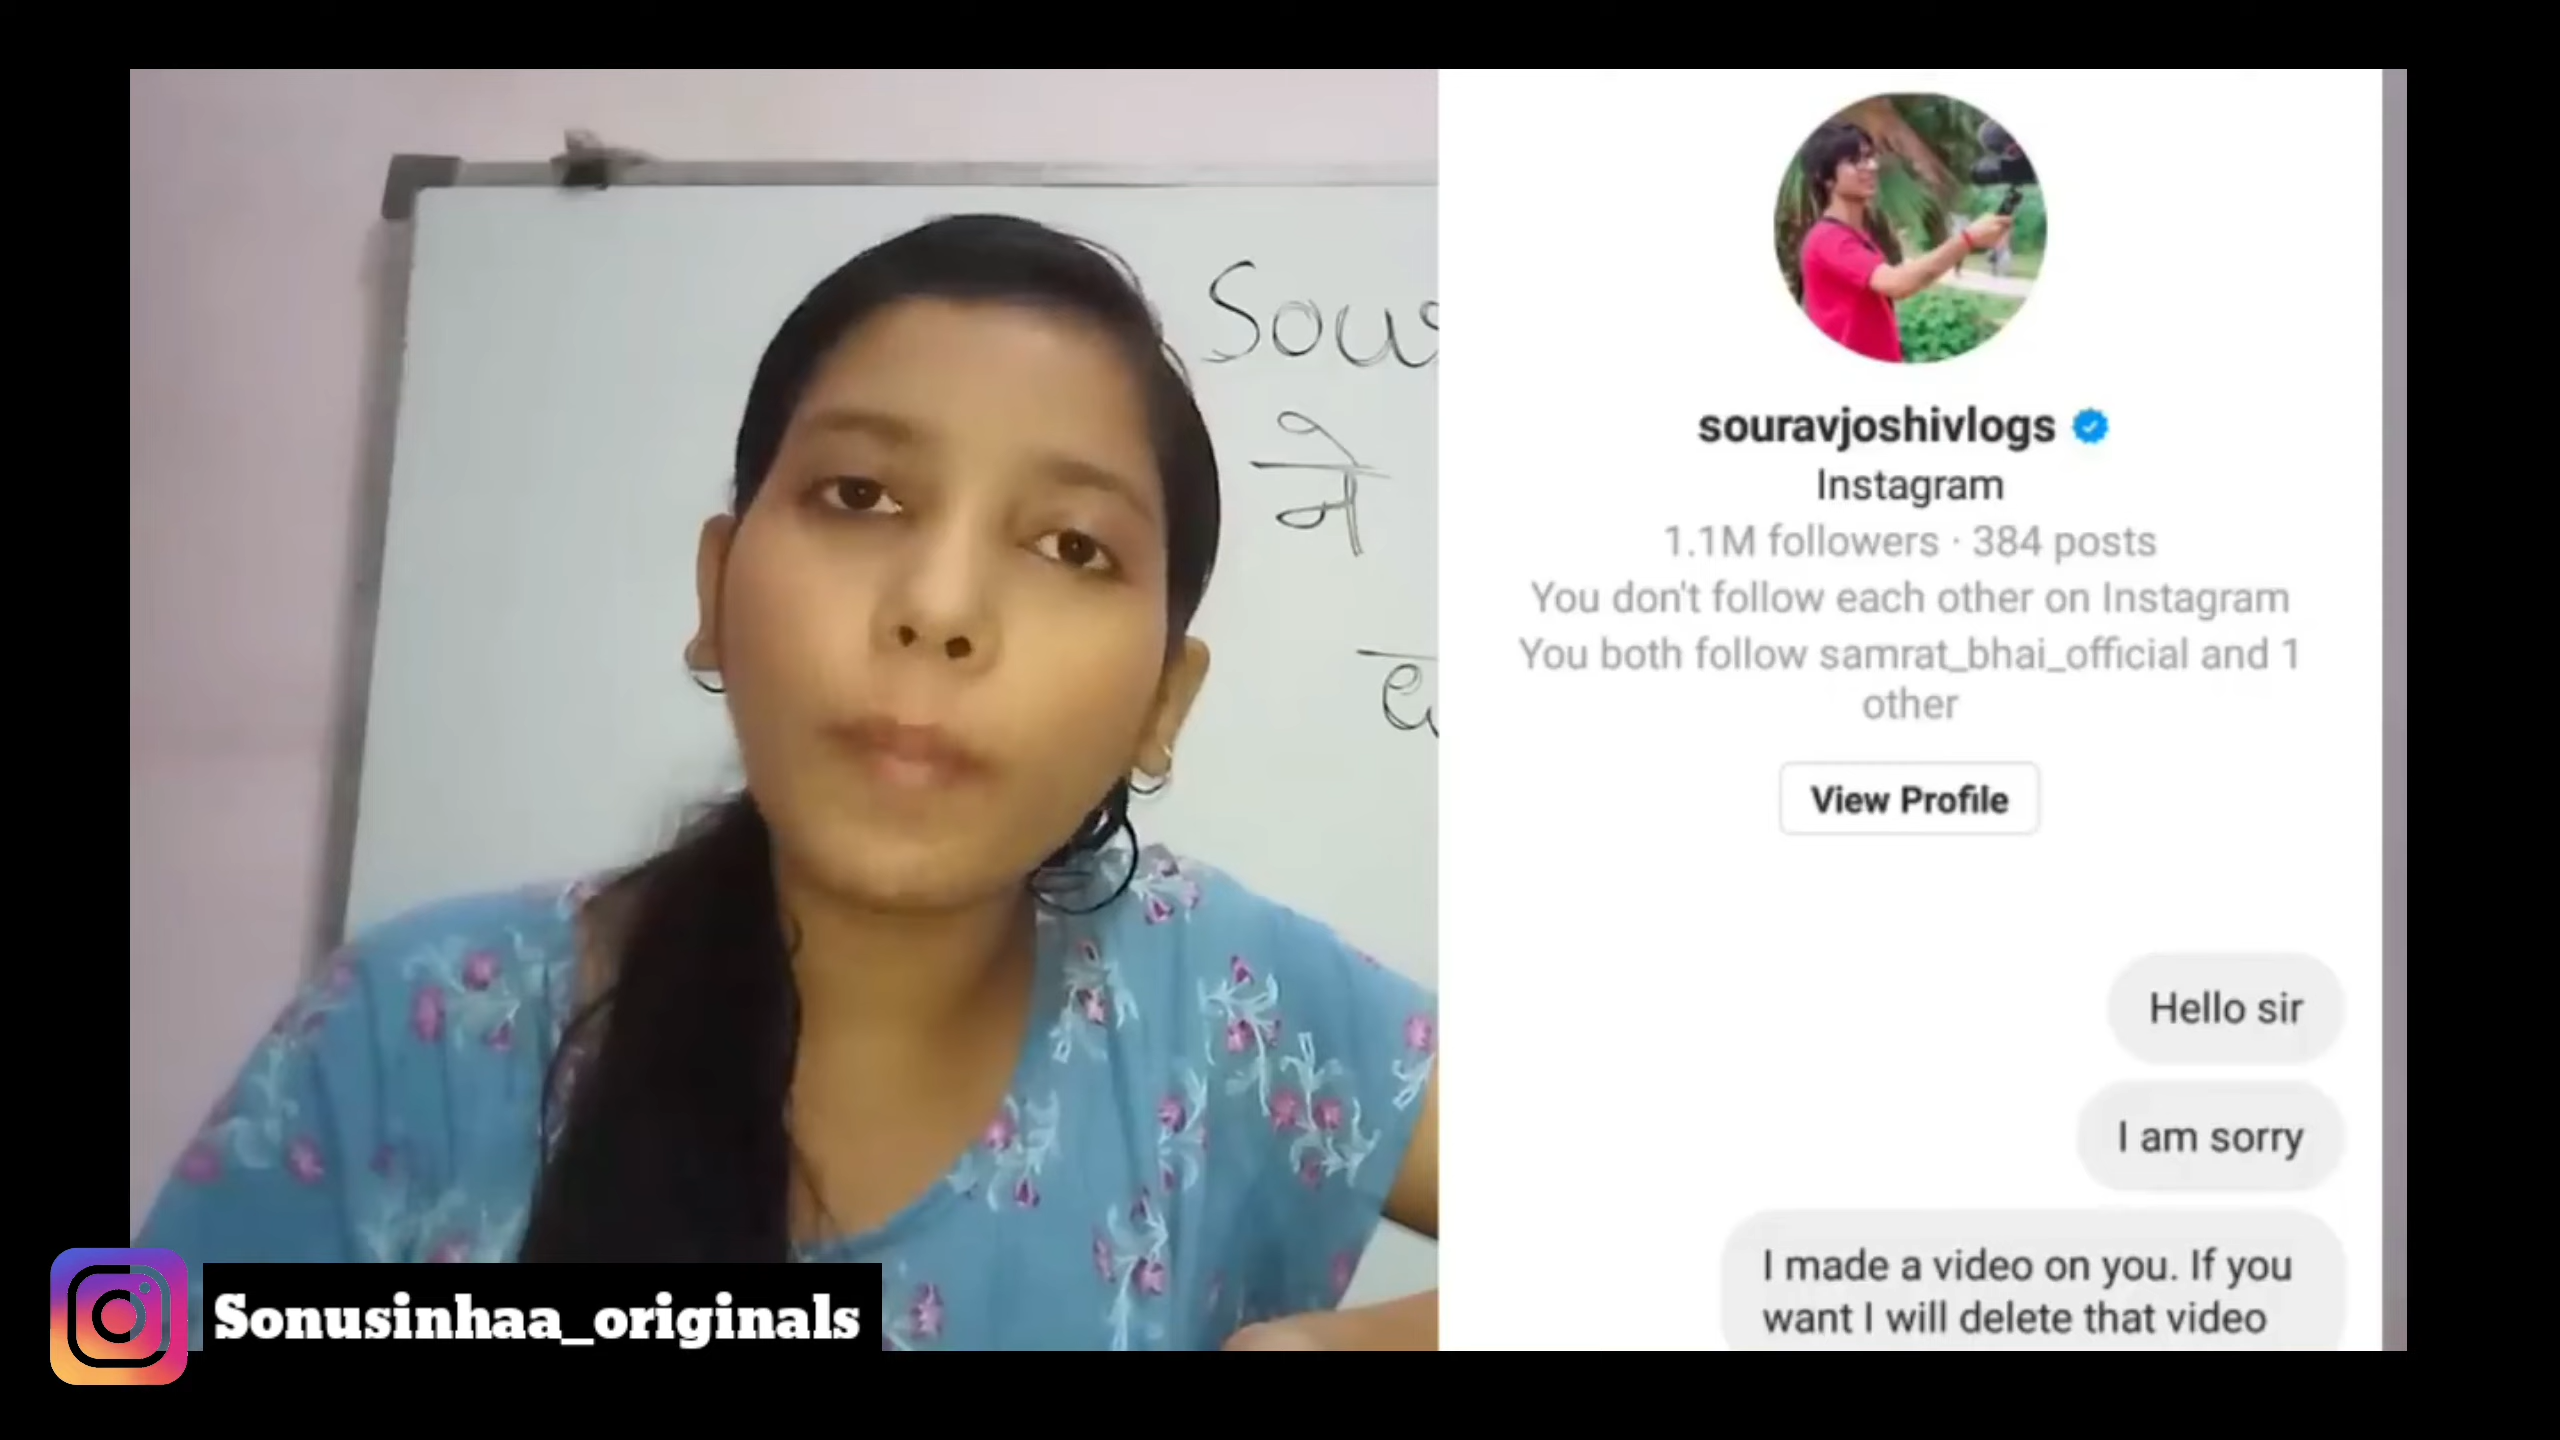 ने
souravjoshivlogs
Instagram
1.1M followers · 384 posts
You don't follow each other on Instagram
You both follow samrat_bhai_official and 1
other
View Profile
Hello sir
I am sorry
I made a video on you. If you
want I will delete that video
Sonusinhaa_originals